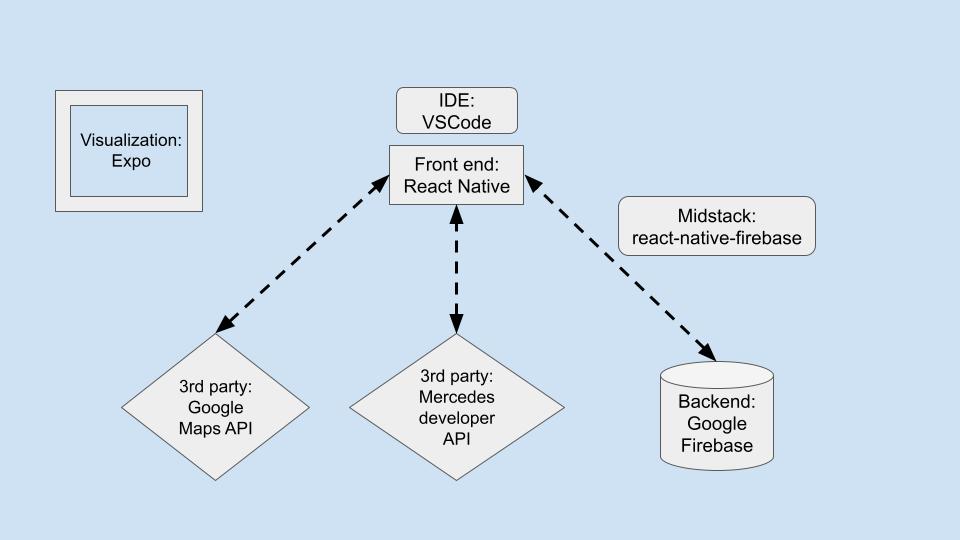 IDE:
VSCode
Visualization:
Expo
Front end:
React Native
Midstack:
react-native-firebase
3rd party:
Google
Maps API
3rd party:
Mercedes
developer
API
Backend:
Google
Firebase